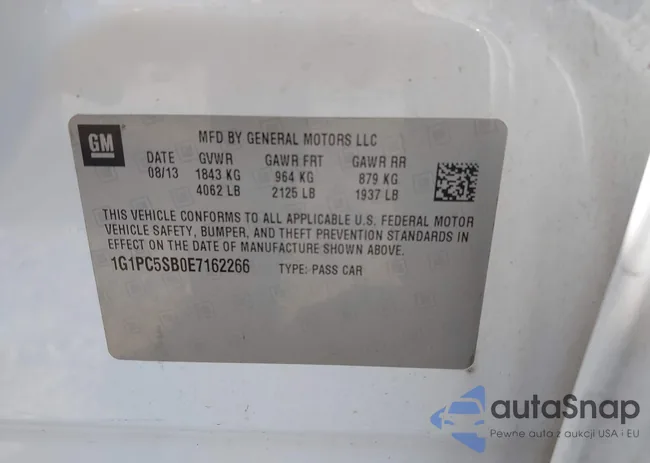 GM
MFD BY GENERAL MOTORS LLC
DATE GVWR GAWR FRT GAWR RR
08/13 1843 KG 964 KG 879 KG
4062 LB 2125 LB 1937 LB
THIS VEHICLE CONFORMS TO ALL APPLICABLE U.S. FEDERAL MOTOR
VEHICLE SAFETY, BUMPER, AND THEFT PREVENTION STANDARDS IN
EFFECT ON THE DATE OF MANUFACTURE SHOWN ABOVE.
1G1PC5SB0E7162266 TYPE: PASS CAR
autoSnap
Pewne auta z aukcji USA i EU